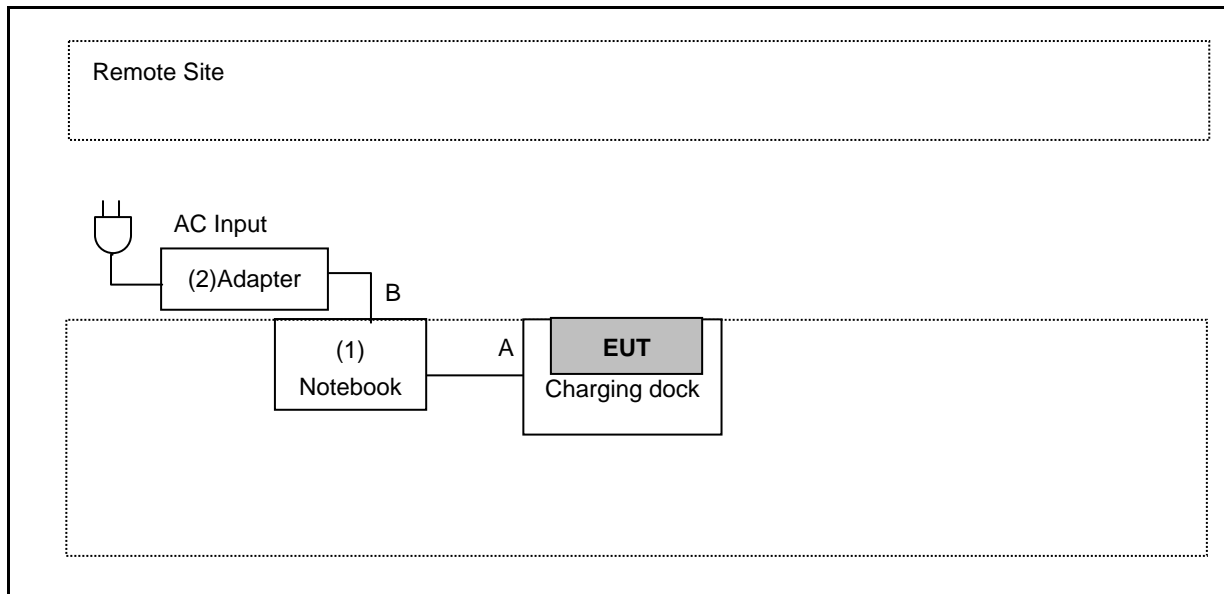 Remote Site
AC Input
(2)Adapter
B
(1)
Notebook
A
EUT
Charging dock